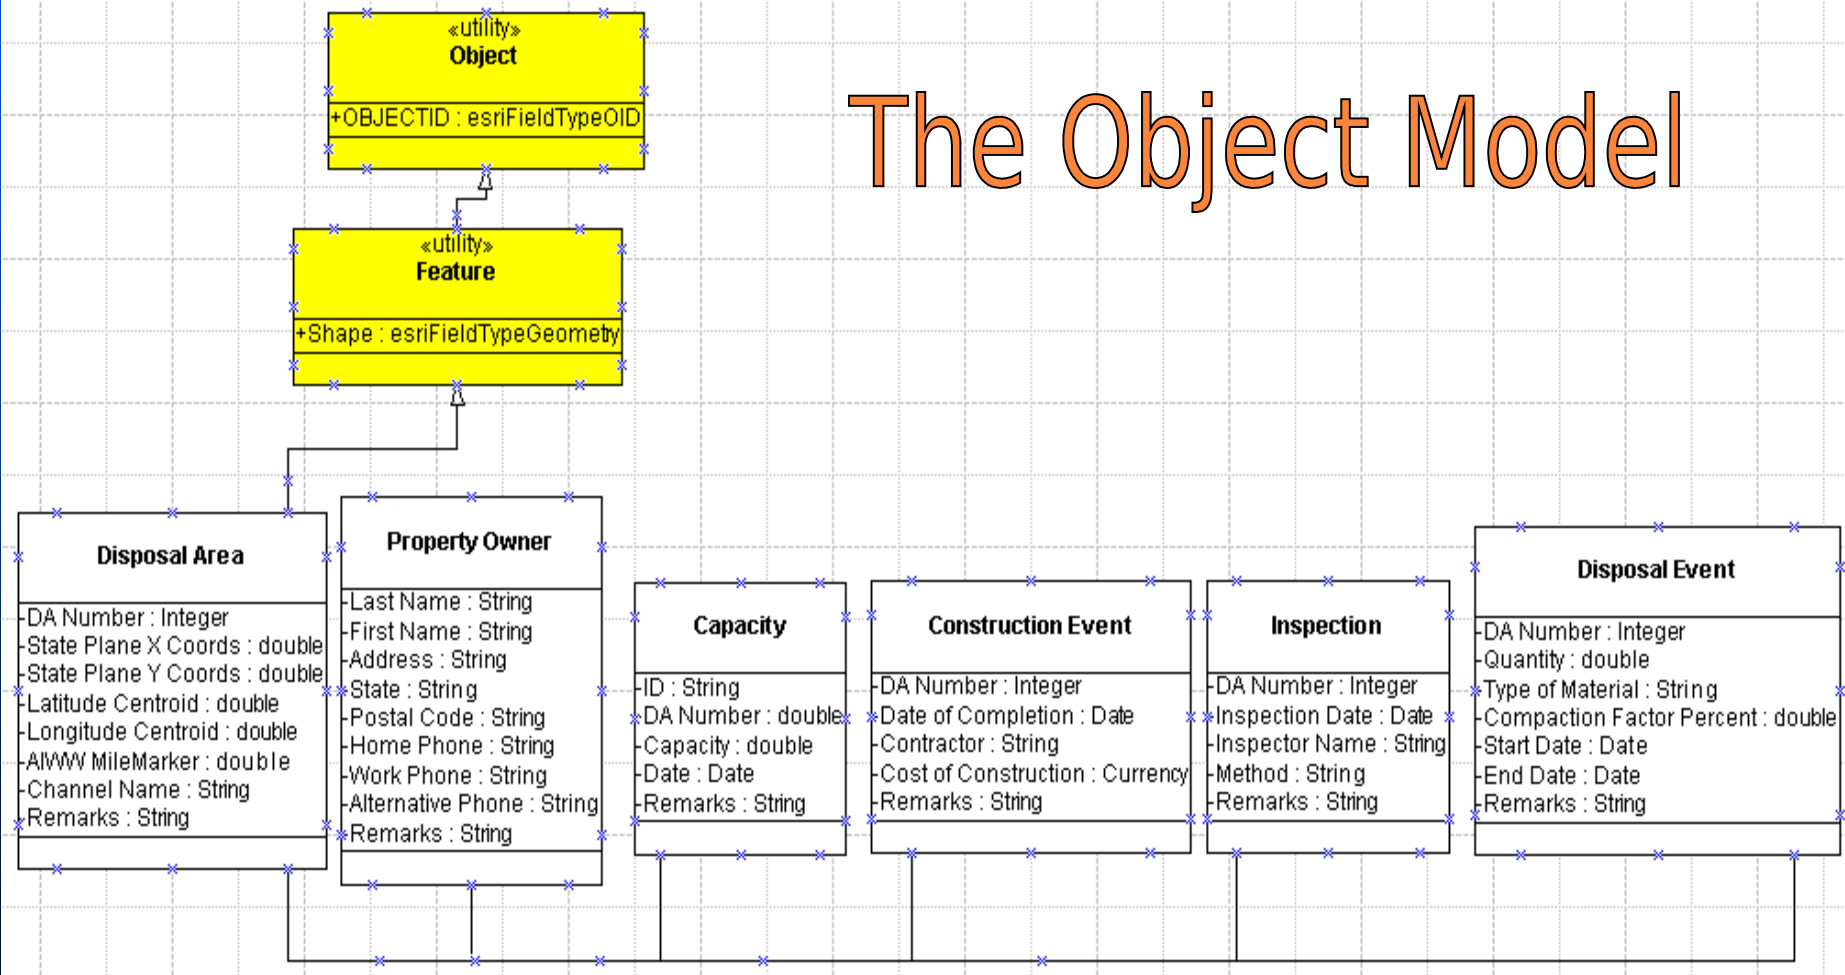 «utility»
Object
+OBJECTID : esriFieldTypeOID
The Object Model
«utility»
Feature
+Shape : esriFieldTypeGeometry
Disposal Area
-DA Number : Integer
-State Plane X Coords : double
-State Plane Y Coords : double
-Latitude Centroid : double
-Longitude Centroid : double
-AIWW MileMarker : double
-Channel Name : String
-Remarks : String
Property Owner
-Last Name : String
-First Name : String
-Address : String
-State : String
-Postal Code : String
-Home Phone : String
-Work Phone : String
-Alternative Phone : String
-Remarks : String
Capacity
-ID : String
-DA Number : double
-Capacity : double
-Date : Date
-Remarks : String
Construction Event
-DA Number : Integer
-Date of Completion : Date
-Contractor : String
-Cost of Construction : Currency
-Remarks : String
Inspection
-DA Number : Integer
-Inspection Date : Date
-Inspector Name : String
-Method : String
-Remarks : String
Disposal Event
-DA Number : Integer
-Quantity : double
-Type of Material : String
-Compaction Factor Percent : double
-Start Date : Date
-End Date : Date
-Remarks : String